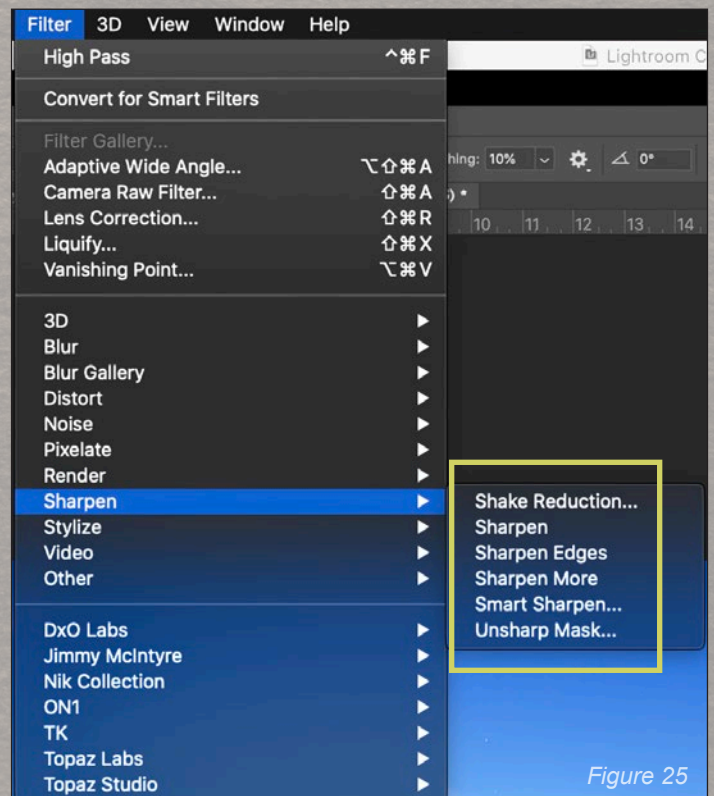 Filter 3D View Window Help
High Pass ^⌘F
Lightroom C
Convert for Smart Filters
Filter Gallery...
Adaptive Wide Angle... ⌥⇧⌘A
hing: 10% 0°
Camera Raw Filter... ⇧⌘A
) *
Lens Correction... ⇧⌘R
10 11 12 13 14
Liquify... ⇧⌘X
Vanishing Point... ⌥⌘V
3D
Blur
Blur Gallery
Distort
Noise
Pixelate
Render
Sharpen
Stylize
Video
Other
Shake Reduction...
Sharpen
Sharpen Edges
Sharpen More
Smart Sharpen...
Unsharp Mask...
DxO Labs
Jimmy McIntyre
Nik Collection
ON1
TK
Topaz Labs
Topaz Studio
Figure 25